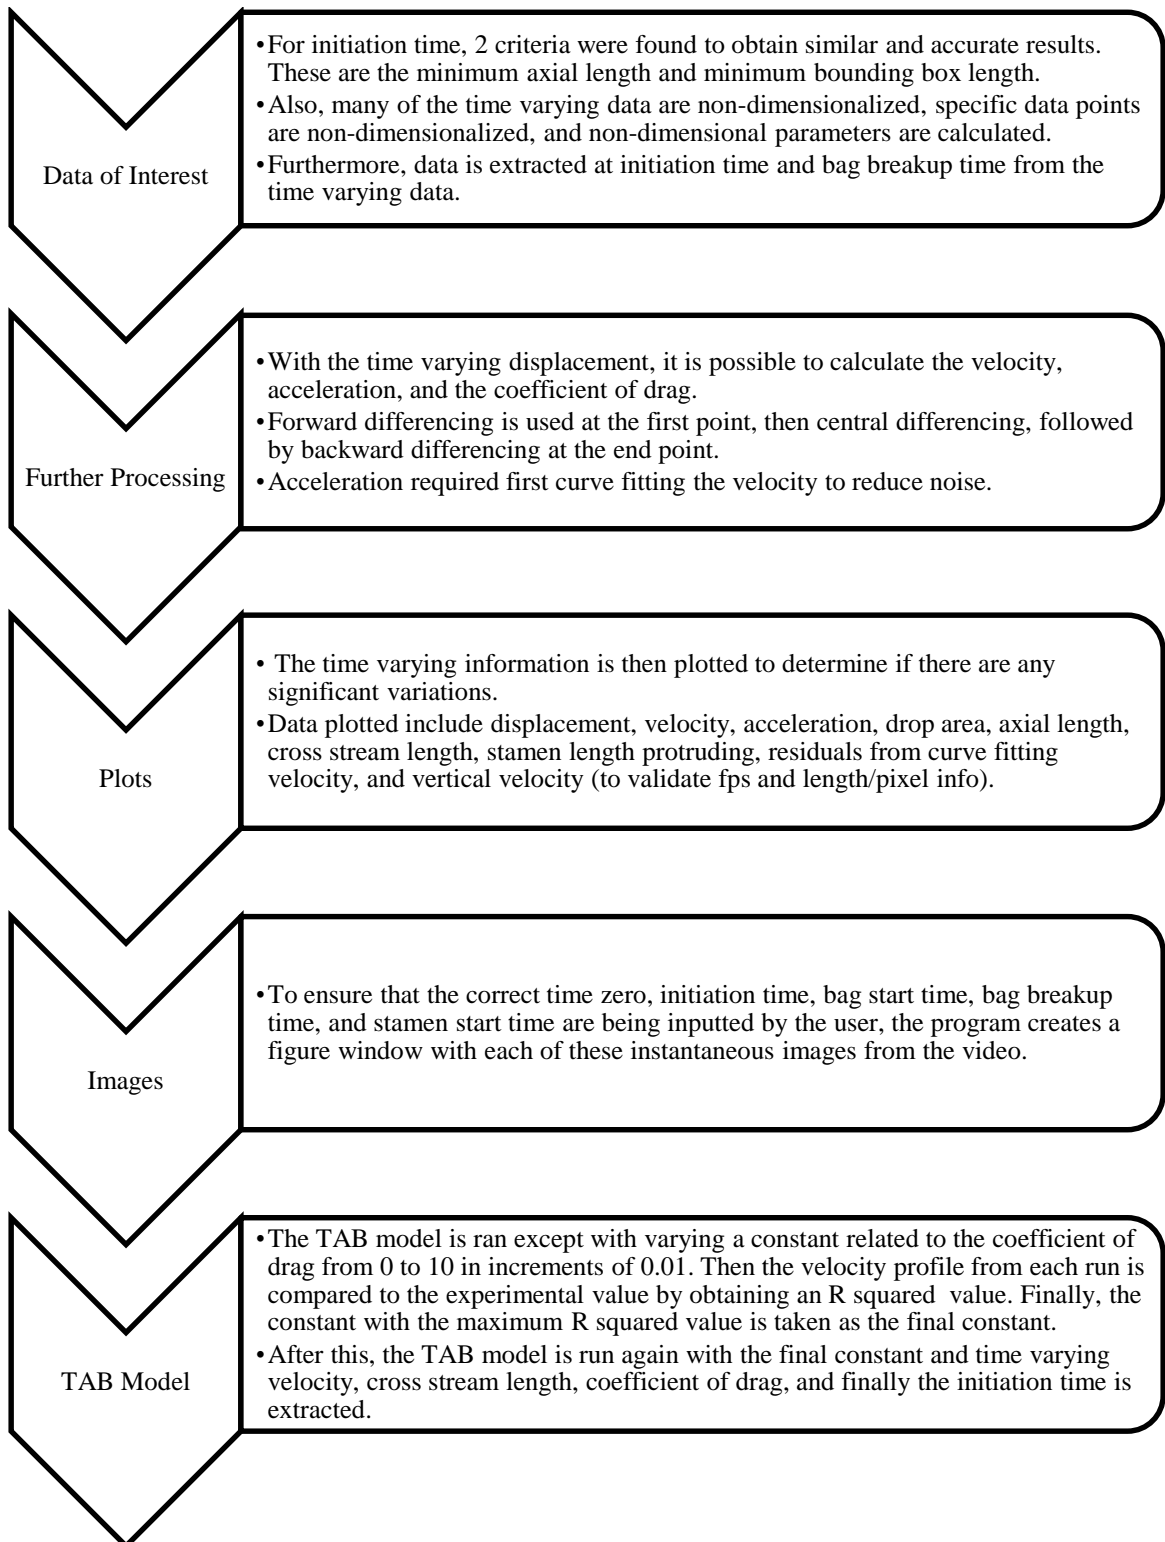 Data of Interest
•For initiation time, 2 criteria were found to obtain similar and accurate results.
These are the minimum axial length and minimum bounding box length.
•Also, many of the time varying data are non-dimensionalized, specific data points
are non-dimensionalized, and non-dimensional parameters are calculated.
•Furthermore, data is extracted at initiation time and bag breakup time from the
time varying data.
Further Processing
•With the time varying displacement, it is possible to calculate the velocity,
acceleration, and the coefficient of drag.
•Forward differencing is used at the first point, then central differencing, followed
by backward differencing at the end point.
•Acceleration required first curve fitting the velocity to reduce noise.
Plots
• The time varying information is then plotted to determine if there are any
significant variations.
•Data plotted include displacement, velocity, acceleration, drop area, axial length,
cross stream length, stamen length protruding, residuals from curve fitting
velocity, and vertical velocity (to validate fps and length/pixel info).
Images
•To ensure that the correct time zero, initiation time, bag start time, bag breakup
time, and stamen start time are being inputted by the user, the program creates a
figure window with each of these instantaneous images from the video.
TAB Model
•The TAB model is ran except with varying a constant related to the coefficient of
drag from 0 to 10 in increments of 0.01. Then the velocity profile from each run is
compared to the experimental value by obtaining an R squared value. Finally, the
constant with the maximum R squared value is taken as the final constant.
•After this, the TAB model is run again with the final constant and time varying
velocity, cross stream length, coefficient of drag, and finally the initiation time is
extracted.